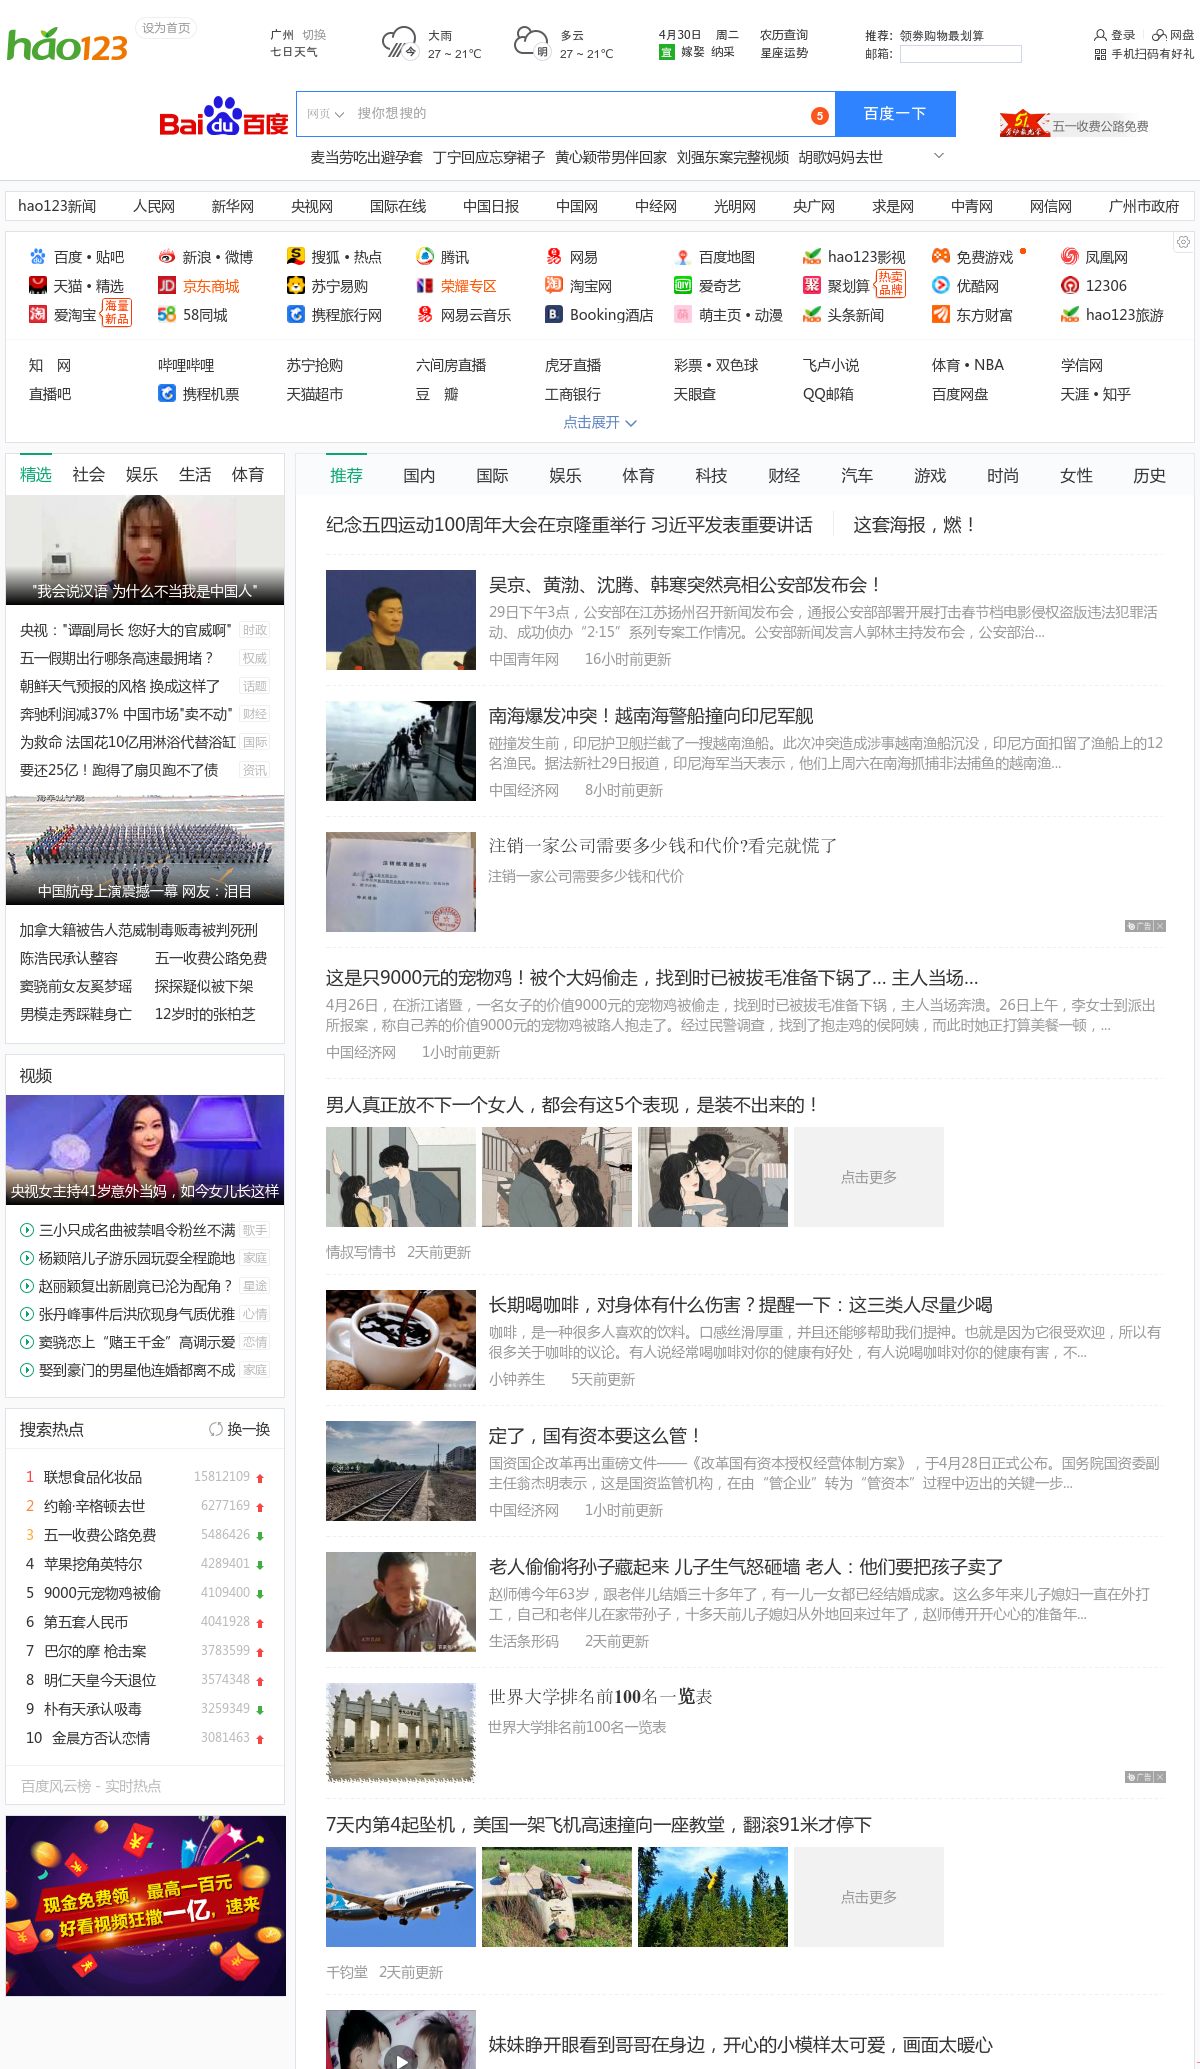 hao123 设为首页
广州 切换
七日天气
今 大雨
27 ~ 21℃
明 多云
27 ~ 21℃
4月30日 周二 农历查询
宜 嫁娶 纳采 星座运势
推荐: 领券购物最划算
邮箱:
登录 网盘
手机扫码有好礼
Bai du 百度
网页 搜你想搜的 5 百度一下
五一收费公路免费
麦当劳吃出避孕套 丁宁回应忘穿裙子 黄心颖带男伴回家 刘强东案完整视频 胡歌妈妈去世
hao123新闻 人民网 新华网 央视网 国际在线 中国日报 中国网 中经网 光明网 央广网 求是网 中青网 网信网 广州市政府
百度 • 贴吧 新浪 • 微博 搜狐 • 热点 腾讯 网易 百度地图 hao123影视 免费游戏 凤凰网
天猫 • 精选 京东商城 苏宁易购 荣耀专区 淘宝网 爱奇艺 聚划算 热卖品牌 优酷网 12306
爱淘宝 海量新品 58同城 携程旅行网 网易云音乐 Booking酒店 萌主页 • 动漫 头条新闻 东方财富 hao123旅游
知 网 哔哩哔哩 苏宁抢购 六间房直播 虎牙直播 彩票 • 双色球 飞卢小说 体育 • NBA 学信网
直播吧 携程机票 天猫超市 豆 瓣 工商银行 天眼查 QQ邮箱 百度网盘 天涯 • 知乎
点击展开
精选 社会 娱乐 生活 体育
"我会说汉语 为什么不当我是中国人"
央视："谭副局长 您好大的官威啊" 时政
五一假期出行哪条高速最拥堵？ 权威
朝鲜天气预报的风格 换成这样了 话题
奔驰利润减37% 中国市场"卖不动" 财经
为救命 法国花10亿用淋浴代替浴缸 国际
要还25亿！跑得了扇贝跑不了债 资讯
中国航母上演震撼一幕 网友：泪目
加拿大籍被告人范威制毒贩毒被判死刑
陈浩民承认整容 五一收费公路免费
窦骁前女友奚梦瑶 探探疑似被下架
男模走秀踩鞋身亡 12岁时的张柏芝
视频
央视女主持41岁意外当妈，如今女儿长这样
三小只成名曲被禁唱令粉丝不满 歌手
杨颖陪儿子游乐园玩耍全程跪地 家庭
赵丽颖复出新剧竟已沦为配角？ 星途
张丹峰事件后洪欣现身气质优雅 心情
窦骁恋上“赌王千金”高调示爱 恋情
娶到豪门的男星他连婚都离不成 家庭
搜索热点 换一换
1 联想食品化妆品 15812109
2 约翰·辛格顿去世 6277169
3 五一收费公路免费 5486426
4 苹果挖角英特尔 4289401
5 9000元宠物鸡被偷 4109400
6 第五套人民币 4041928
7 巴尔的摩 枪击案 3783599
8 明仁天皇今天退位 3574348
9 朴有天承认吸毒 3259349
10 金晨方否认恋情 3081463
百度风云榜 - 实时热点
现金免费领，最高一百元
好看视频狂撒一亿，速来
推荐 国内 国际 娱乐 体育 科技 财经 汽车 游戏 时尚 女性 历史
纪念五四运动100周年大会在京隆重举行 习近平发表重要讲话 这套海报，燃！
吴京、黄渤、沈腾、韩寒突然亮相公安部发布会！
29日下午3点，公安部在江苏扬州召开新闻发布会，通报公安部部署开展打击春节档电影侵权盗版违法犯罪活
动、成功侦办“2·15”系列专案工作情况。公安部新闻发言人郭林主持发布会，公安部治...
中国青年网 16小时前更新
南海爆发冲突！越南海警船撞向印尼军舰
碰撞发生前，印尼护卫舰拦截了一搜越南渔船。此次冲突造成涉事越南渔船沉没，印尼方面扣留了渔船上的12
名渔民。据法新社29日报道，印尼海军当天表示，他们上周六在南海抓捕非法捕鱼的越南渔...
中国经济网 8小时前更新
注销一家公司需要多少钱和代价?看完就慌了
注销一家公司需要多少钱和代价
广告
这是只9000元的宠物鸡！被个大妈偷走，找到时已被拔毛准备下锅了... 主人当场...
4月26日，在浙江诸暨，一名女子的价值9000元的宠物鸡被偷走，找到时已被拔毛准备下锅，主人当场奔溃。26日上午，李女士到派出
所报案，称自己养的价值9000元的宠物鸡被路人抱走了。经过民警调查，找到了抱走鸡的侯阿姨，而此时她正打算美餐一顿，...
中国经济网 1小时前更新
男人真正放不下一个女人，都会有这5个表现，是装不出来的！
点击更多
情叔写情书 2天前更新
长期喝咖啡，对身体有什么伤害？提醒一下：这三类人尽量少喝
咖啡，是一种很多人喜欢的饮料。口感丝滑厚重，并且还能够帮助我们提神。也就是因为它很受欢迎，所以有
很多关于咖啡的议论。有人说经常喝咖啡对你的健康有好处，有人说喝咖啡对你的健康有害，不...
小钟养生 5天前更新
定了，国有资本要这么管！
国资国企改革再出重磅文件——《改革国有资本授权经营体制方案》，于4月28日正式公布。国务院国资委副
主任翁杰明表示，这是国资监管机构，在由“管企业”转为“管资本”过程中迈出的关键一步...
中国经济网 1小时前更新
老人偷偷将孙子藏起来 儿子生气怒砸墙 老人：他们要把孩子卖了
赵师傅今年63岁，跟老伴儿结婚三十多年了，有一儿一女都已经结婚成家。这么多年来儿子媳妇一直在外打
工，自己和老伴儿在家带孙子，十多天前儿子媳妇从外地回来过年了，赵师傅开开心心的准备年...
生活条形码 2天前更新
世界大学排名前100名一览表
世界大学排名前100名一览表
广告
7天内第4起坠机，美国一架飞机高速撞向一座教堂，翻滚91米才停下
点击更多
千钧堂 2天前更新
妹妹睁开眼看到哥哥在身边，开心的小模样太可爱，画面太暖心